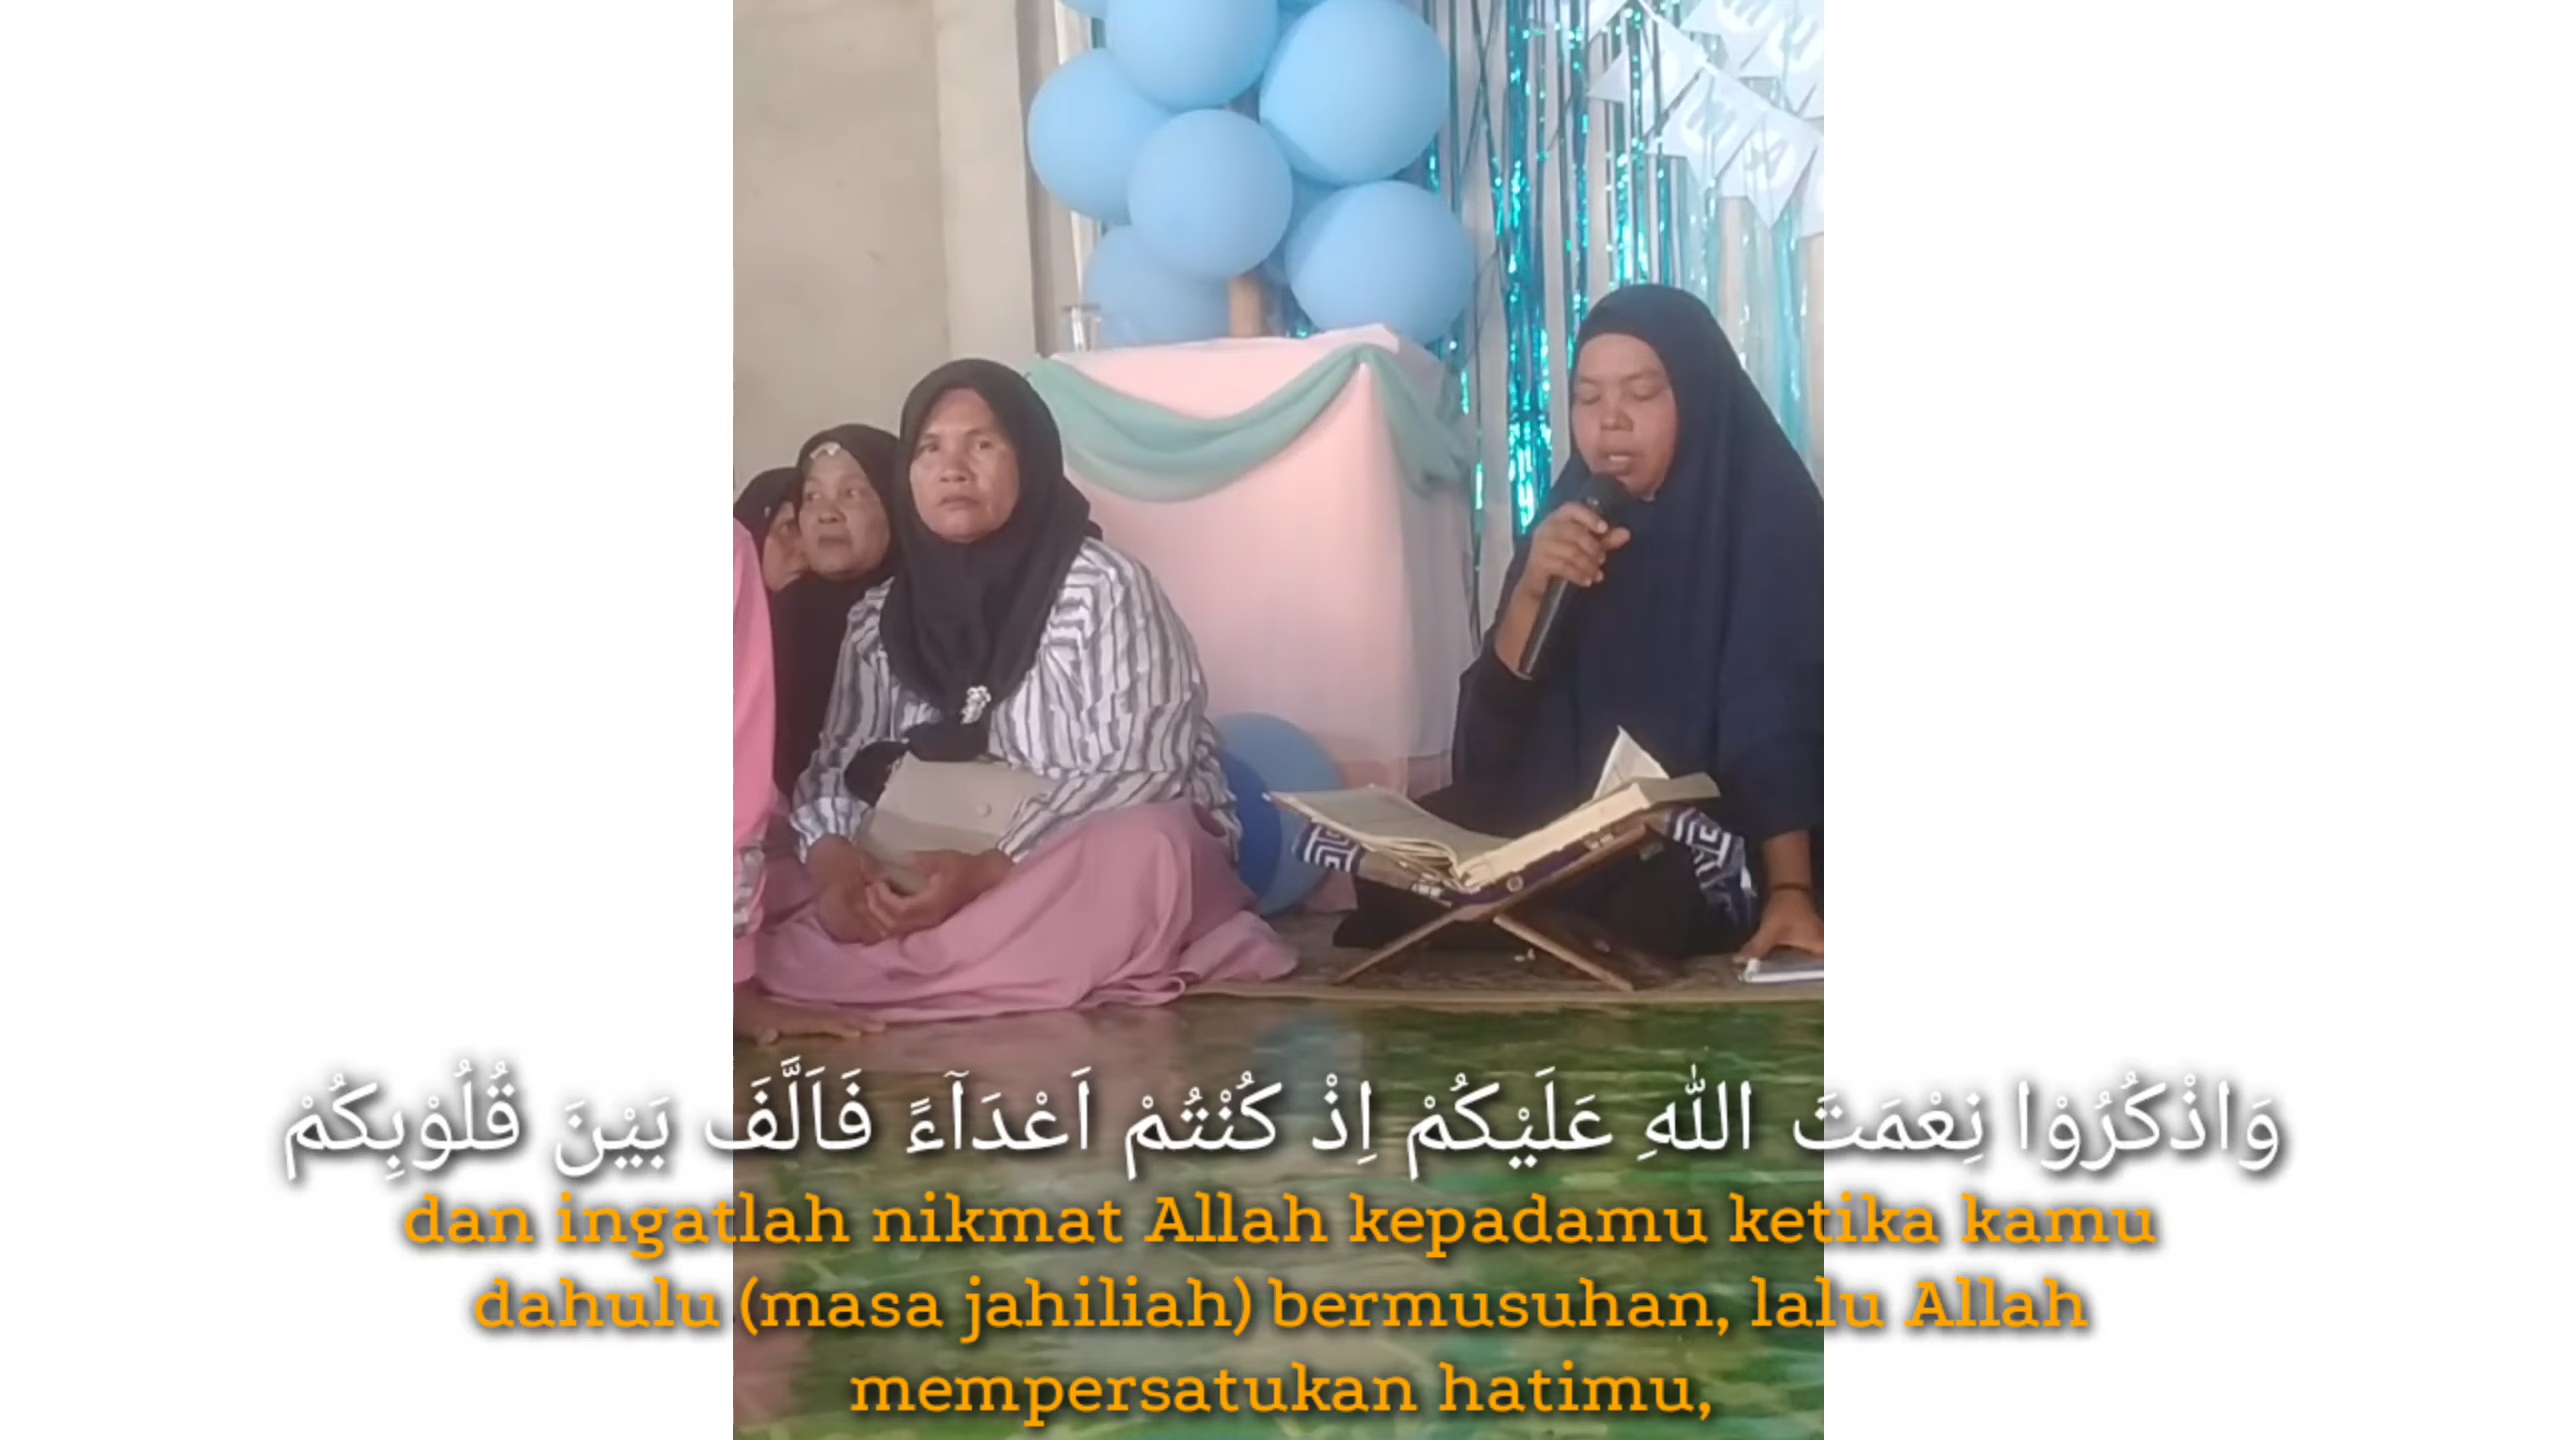 وَاذْكُرُوْا نِعْمَتَ اللّٰهِ عَلَيْكُمْ اِذْ كُنْتُمْ اَعْدَاۤءً فَاَلَّفَ بَيْنَ قُلُوْبِكُمْ
dan ingatlah nikmat Allah kepadamu ketika kamu
dahulu (masa jahiliah) bermusuhan, lalu Allah
mempersatukan hatimu,